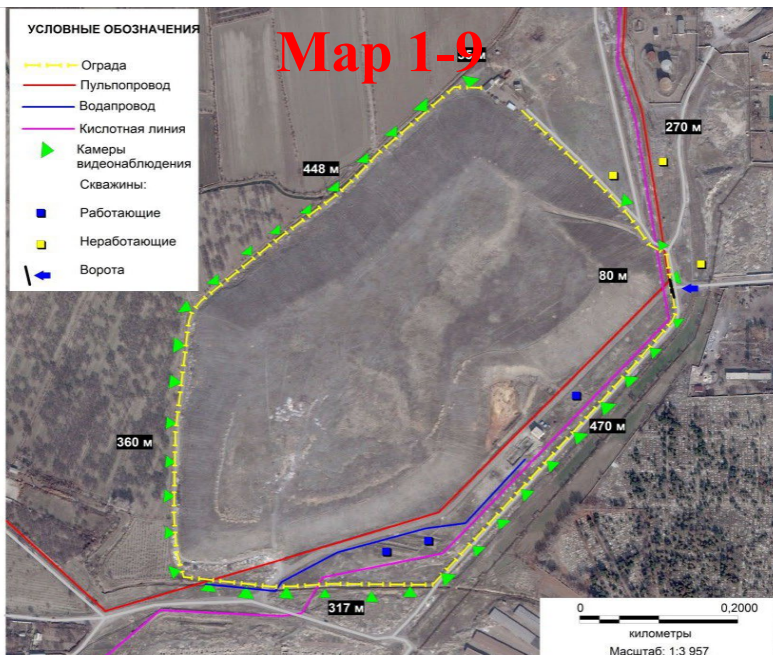 Map 1-9
УСЛОВНЫЕ ОБОЗНАЧЕНИЯ
Ограда
Пульпопровод
Водапровод
Кислотная линия
Камеры
видеонаблюдения
Скважины:
Работающие
Неработающие
Ворота
448 м
270 м
80 м
360 м
470 м
317 м
0 0,2000
километры
Масштаб: 1:3 957